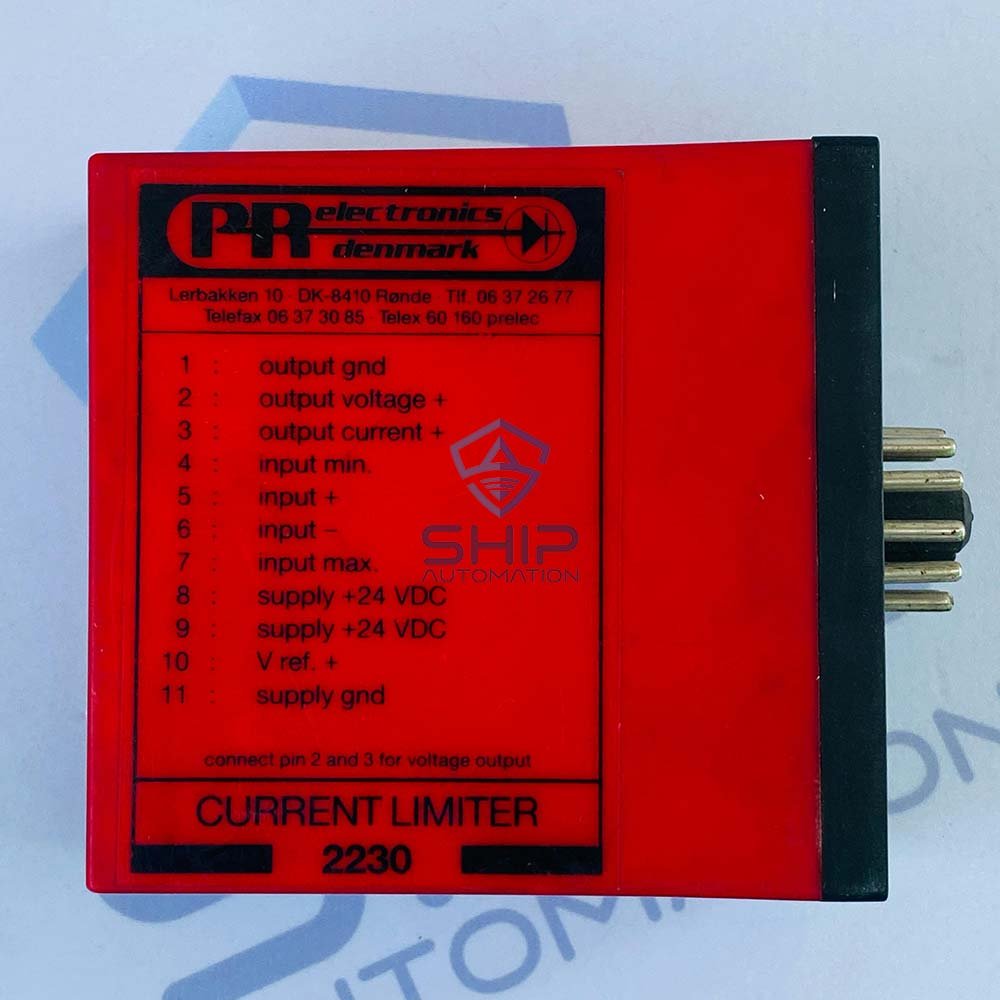 PR electronics
denmark
Lerbakken 10 · DK-8410 Rønde · Tlf. 06 37 26 77
Telefax 06 37 30 85 · Telex 60 160 prelec
1 : output gnd
2 : output voltage +
3 : output current +
4 : input min.
5 : input +
6 : input −
7 : input max.
8 : supply +24 VDC
9 : supply +24 VDC
10 : V ref. +
11 : supply gnd
SHIP
AUTOMATION
connect pin 2 and 3 for voltage output
CURRENT LIMITER
2230